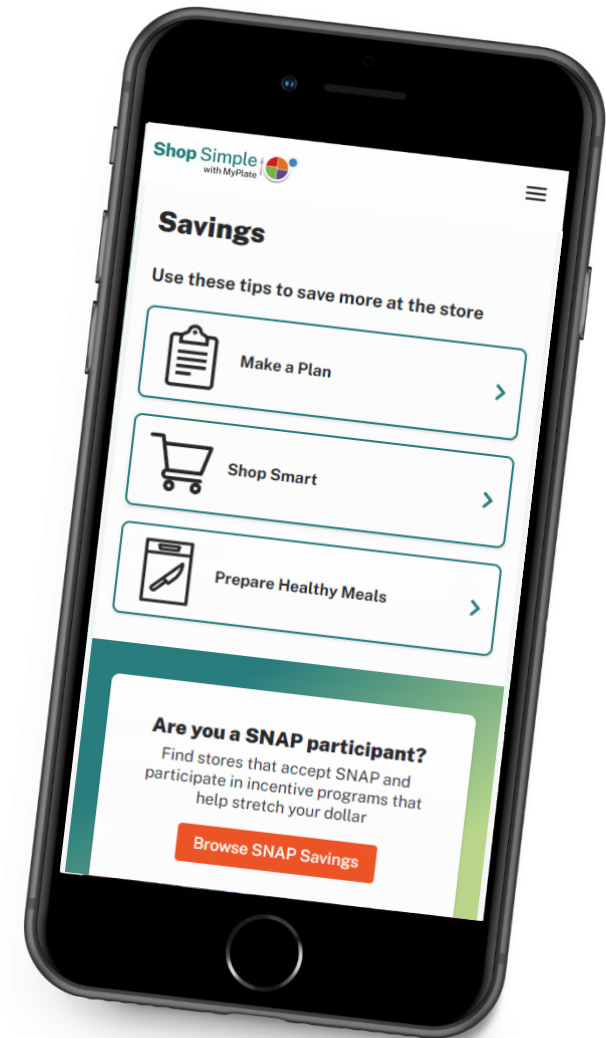 Shop Simple
with MyPlate
Savings
Use these tips to save more at the store
Make a Plan
Shop Smart
Prepare Healthy Meals
Are you a SNAP participant?
Find stores that accept SNAP and
participate in incentive programs that
help stretch your dollar
Browse SNAP Savings